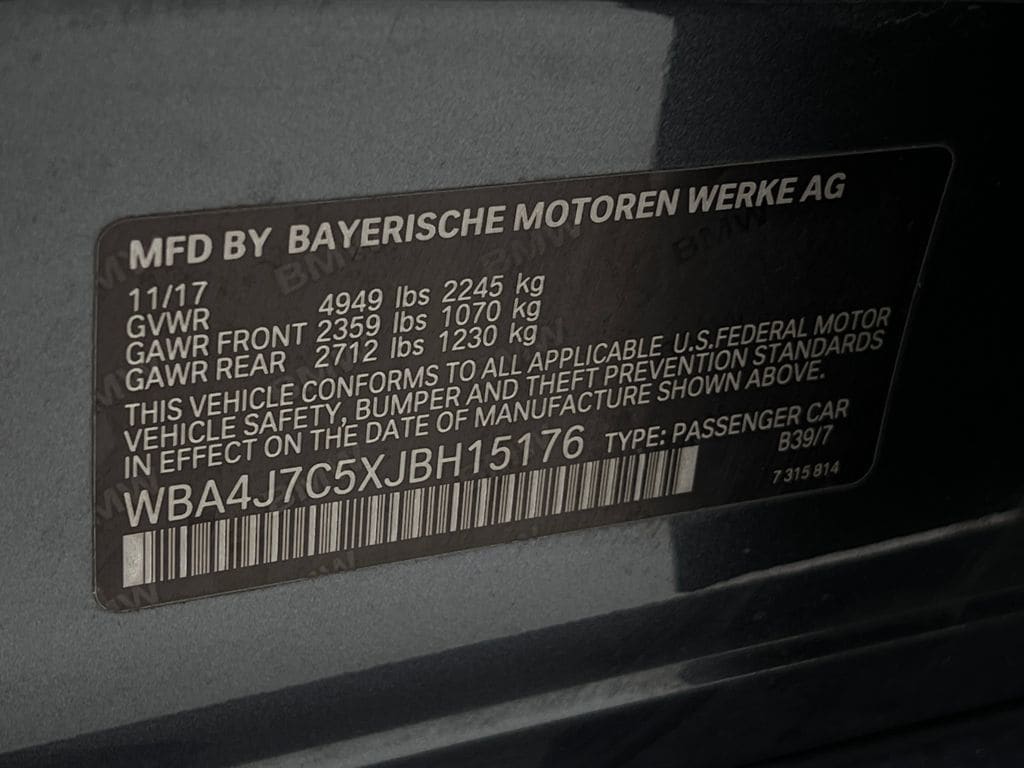 MFD BY BAYERISCHE MOTOREN WERKE AG
11/17
GVWR 4949 lbs 2245 kg
GAWR FRONT 2359 lbs 1070 kg
GAWR REAR 2712 lbs 1230 kg
THIS VEHICLE CONFORMS TO ALL APPLICABLE U.S.FEDERAL MOTOR
VEHICLE SAFETY, BUMPER AND THEFT PREVENTION STANDARDS
IN EFFECT ON THE DATE OF MANUFACTURE SHOWN ABOVE.
WBA4J7C5XJBH15176 TYPE: PASSENGER CAR
B39/7
7 315 814